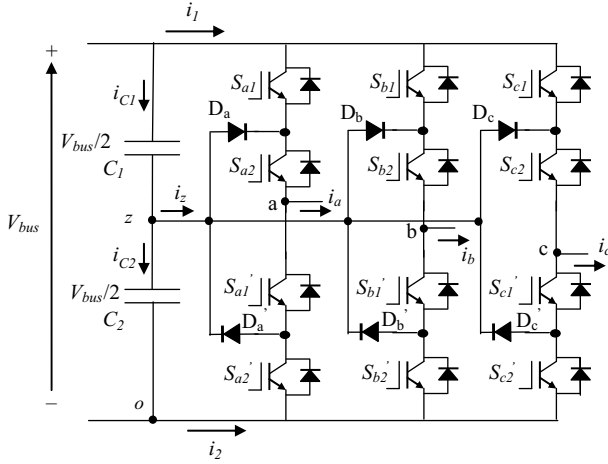 i1
+
Sa1
Sb1
Sc1
iC1
Da
Db
Dc
Vbus/2
C1
Sa2
Sb2
Sc2
iz
a
ia
Vbus
z
b
ib
c
ic
iC2
Vbus/2
C2
Sa1'
Sb1'
Sc1'
Da'
Db'
Dc'
Sa2'
Sb2'
Sc2'
−
o
i2